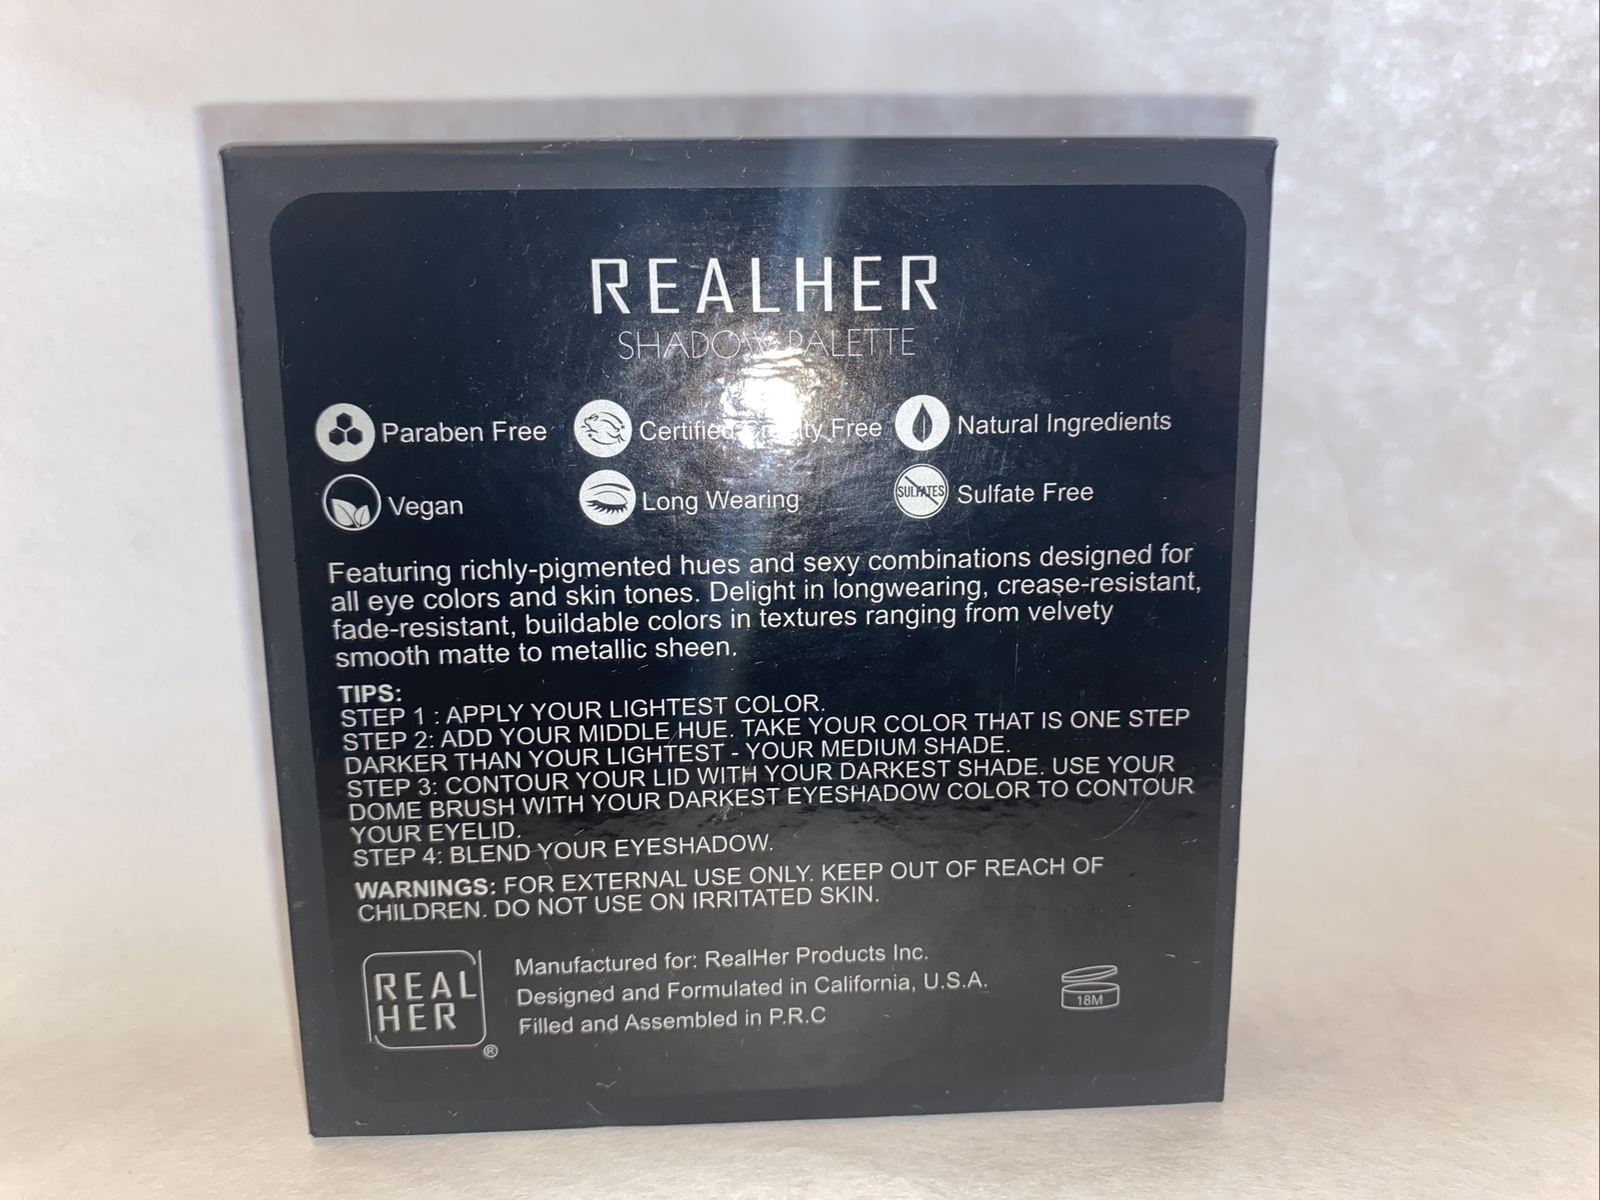 REALHER
SHADOW PALETTE
Paraben Free
Certified Cruelty Free
Natural Ingredients
Vegan
Long Wearing
SULFATES
Sulfate Free
Featuring richly-pigmented hues and sexy combinations designed for
all eye colors and skin tones. Delight in longwearing, crease-resistant,
fade-resistant, buildable colors in textures ranging from velvety
smooth matte to metallic sheen.
TIPS:
STEP 1 : APPLY YOUR LIGHTEST COLOR.
STEP 2: ADD YOUR MIDDLE HUE. TAKE YOUR COLOR THAT IS ONE STEP
DARKER THAN YOUR LIGHTEST - YOUR MEDIUM SHADE.
STEP 3: CONTOUR YOUR LID WITH YOUR DARKEST SHADE. USE YOUR
DOME BRUSH WITH YOUR DARKEST EYESHADOW COLOR TO CONTOUR
YOUR EYELID.
STEP 4: BLEND YOUR EYESHADOW.
WARNINGS: FOR EXTERNAL USE ONLY. KEEP OUT OF REACH OF
CHILDREN. DO NOT USE ON IRRITATED SKIN.
REAL
HER
®
Manufactured for: RealHer Products Inc.
Designed and Formulated in California, U.S.A.
Filled and Assembled in P.R.C
18M